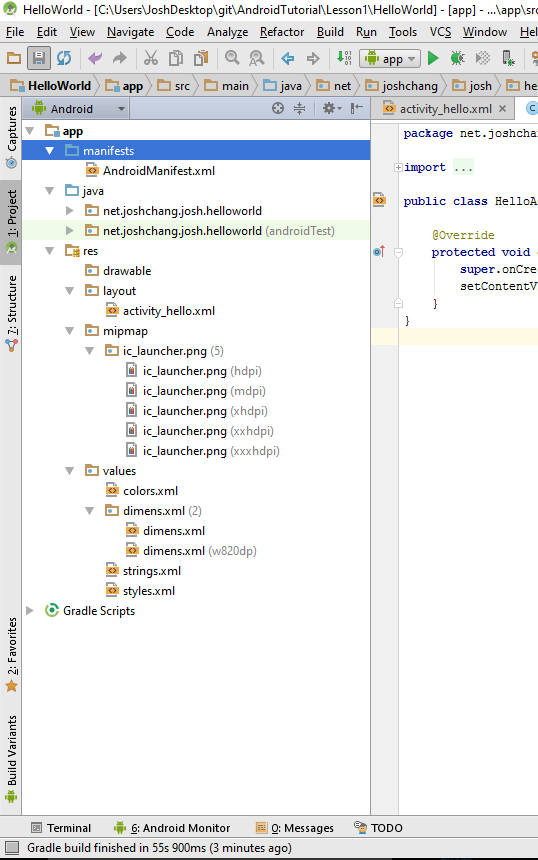 HelloWorld - [C:\Users\JoshDesktop\git\AndroidTutorial\Lesson1\HelloWorld] - [app] - ...\app\src
File Edit View Navigate Code Analyze Refactor Build Run Tools VCS Window Hel
app
HelloWorld app src main java net joshchang josh he
Android
activity_hello.xml
C
Captures
1: Project
7: Structure
2: Favorites
Build Variants
app
manifests
AndroidManifest.xml
java
net.joshchang.josh.helloworld
net.joshchang.josh.helloworld (androidTest)
res
drawable
layout
activity_hello.xml
mipmap
ic_launcher.png (5)
ic_launcher.png (hdpi)
ic_launcher.png (mdpi)
ic_launcher.png (xhdpi)
ic_launcher.png (xxhdpi)
ic_launcher.png (xxxhdpi)
values
colors.xml
dimens.xml (2)
dimens.xml
dimens.xml (w820dp)
strings.xml
styles.xml
Gradle Scripts
package net.joshchan
import ...
public class HelloA
@Override
protected void
super.onCrea
setContentV
}
}
Terminal 6: Android Monitor 0: Messages TODO
Gradle build finished in 55s 900ms (3 minutes ago)